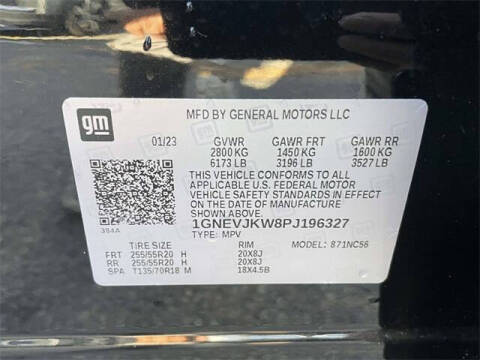 gm
MFD BY GENERAL MOTORS LLC
01/23 GVWR GAWR FRT GAWR RR
2800 KG 1450 KG 1600 KG
6173 LB 3196 LB 3527 LB
THIS VEHICLE CONFORMS TO ALL
APPLICABLE U.S. FEDERAL MOTOR
VEHICLE SAFETY STANDARDS IN EFFECT
ON THE DATE OF MANUFACTURE
SHOWN ABOVE.
384A 1GNEVJKW8PJ196327
TYPE: MPV
TIRE SIZE RIM MODEL: 871NC56
FRT 255/55R20 H 20X8J
RR 255/55R20 H 20X8J
SPA T135/70R18 M 18X4.5B